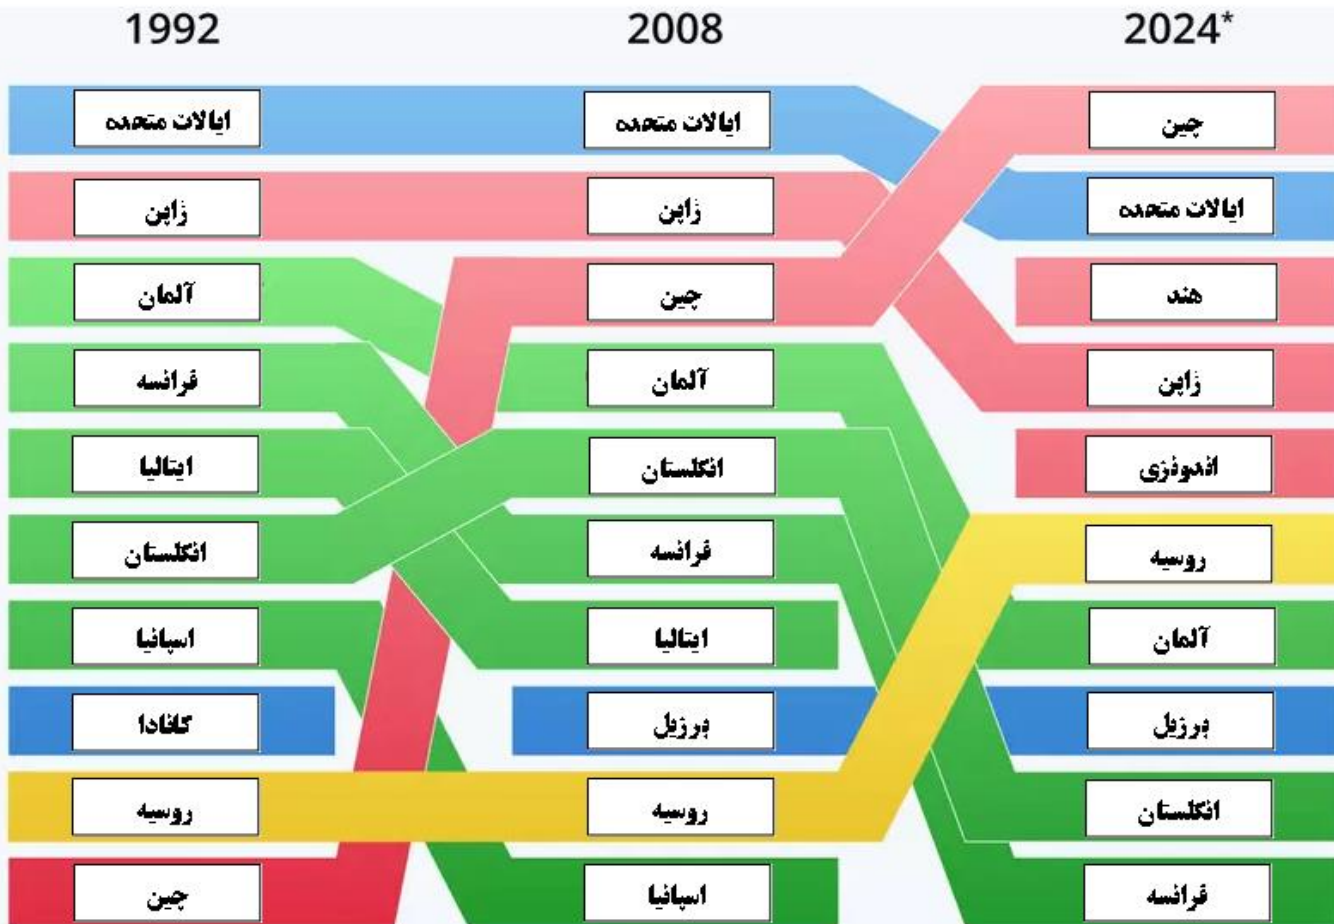 1992 2008 2024*
ایالات متحده ایالات متحده چین
ژاپن ژاپن ایالات متحده
آلمان چین هند
فرانسه آلمان ژاپن
ایتالیا انگلستان اندونزی
انگلستان فرانسه روسیه
اسپانیا ایتالیا آلمان
کانادا برزیل برزیل
روسیه روسیه انگلستان
چین اسپانیا فرانسه